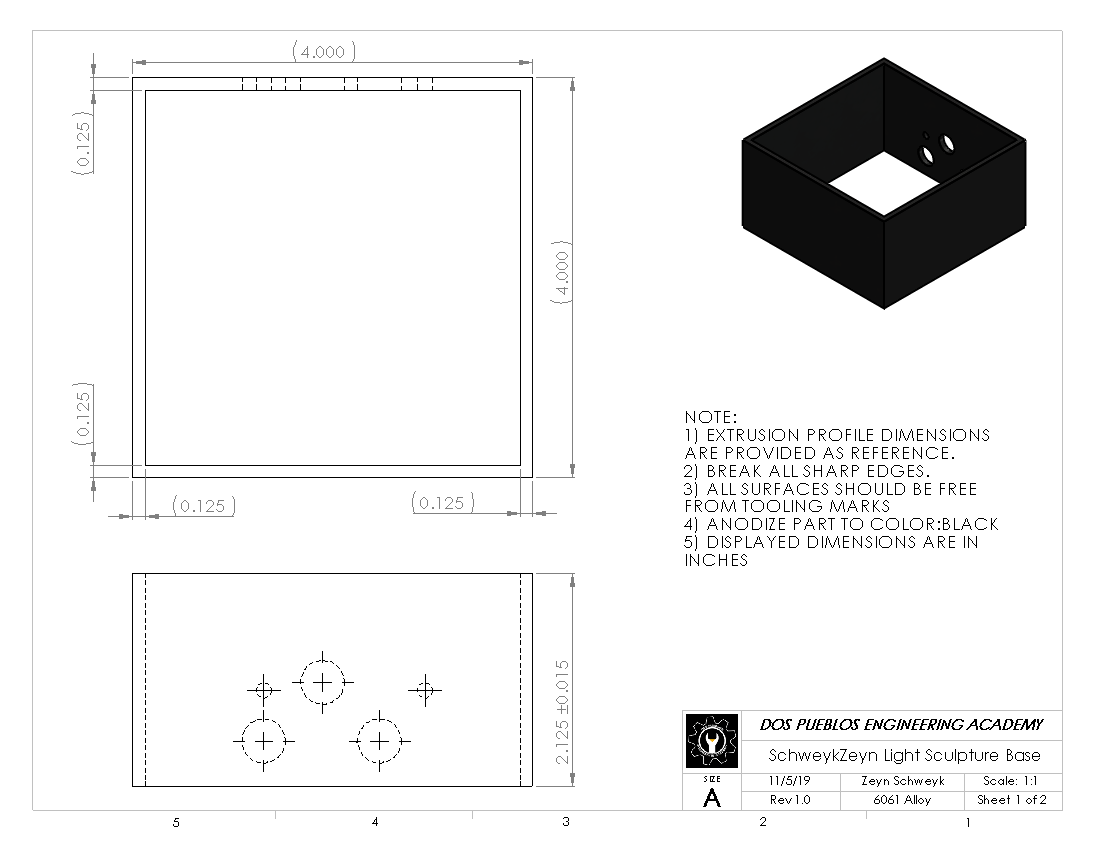 (4.000)
(0.125)
(4.000)
(0.125)
(0.125)
(0.125)
2.125 ±0.015
NOTE:
1) EXTRUSION PROFILE DIMENSIONS
ARE PROVIDED AS REFERENCE.
2) BREAK ALL SHARP EDGES.
3) ALL SURFACES SHOULD BE FREE
FROM TOOLING MARKS
4) ANODIZE PART TO COLOR:BLACK
5) DISPLAYED DIMENSIONS ARE IN
INCHES
DOS PUEBLOS ENGINEERING ACADEMY
SchweykZeyn Light Sculpture Base
SIZE
A
11/5/19 Zeyn Schweyk Scale: 1:1
Rev 1.0 6061 Alloy Sheet 1 of 2
5 4 3 2 1